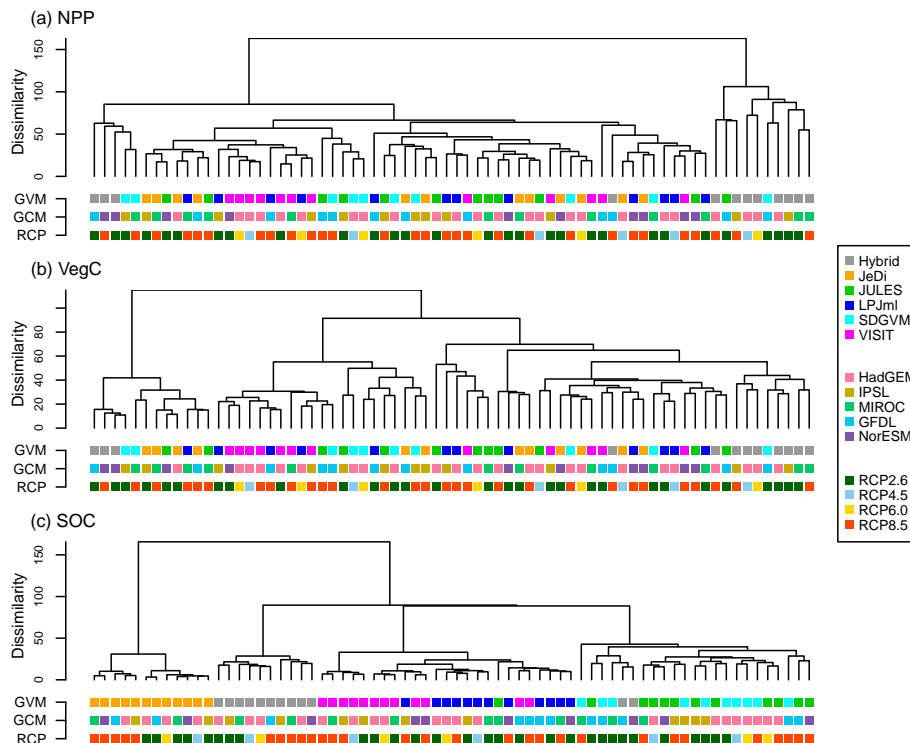 (a) NPP
Dissimilarity
0
50
100
150
GVM
GCM
RCP
(b) VegC
Dissimilarity
0
20
40
60
80
GVM
GCM
RCP
(c) SOC
Dissimilarity
0
50
100
150
GVM
GCM
RCP
Hybrid
JeDi
JULES
LPJml
SDGVM
VISIT
HadGEM
IPSL
MIROC
GFDL
NorESM
RCP2.6
RCP4.5
RCP6.0
RCP8.5